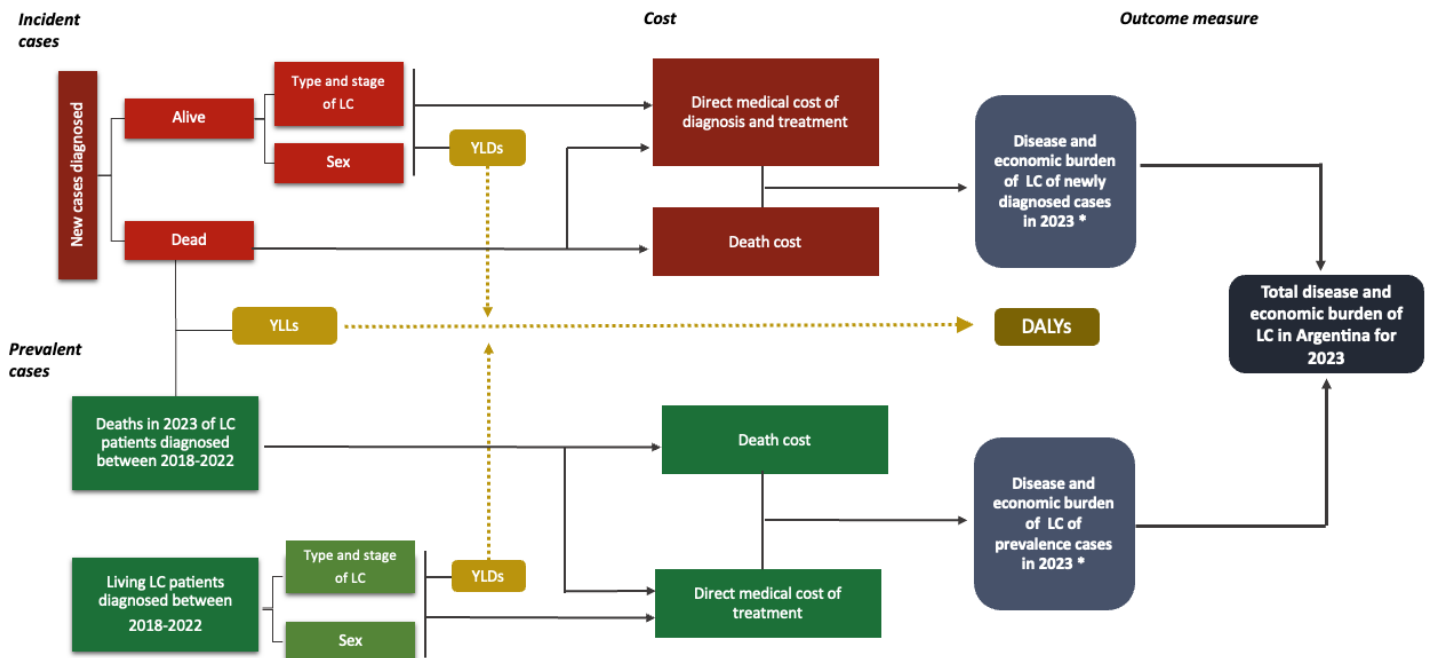 Incident
cases
Cost
Outcome measure
New cases diagnosed
Alive
Type and stage
of LC
Sex
YLDs
Dead
Direct medical cost of
diagnosis and treatment
Death cost
Disease and
economic burden
of LC of newly
diagnosed cases
in 2023 *
YLLs
DALYs
Total disease and
economic burden of
LC in Argentina for
2023
Prevalent
cases
Deaths in 2023 of LC
patients diagnosed
between 2018-2022
Death cost
Living LC patients
diagnosed between
2018-2022
Type and stage
of LC
Sex
YLDs
Direct medical cost of
treatment
Disease and
economic burden
of LC of
prevalence cases
in 2023 *